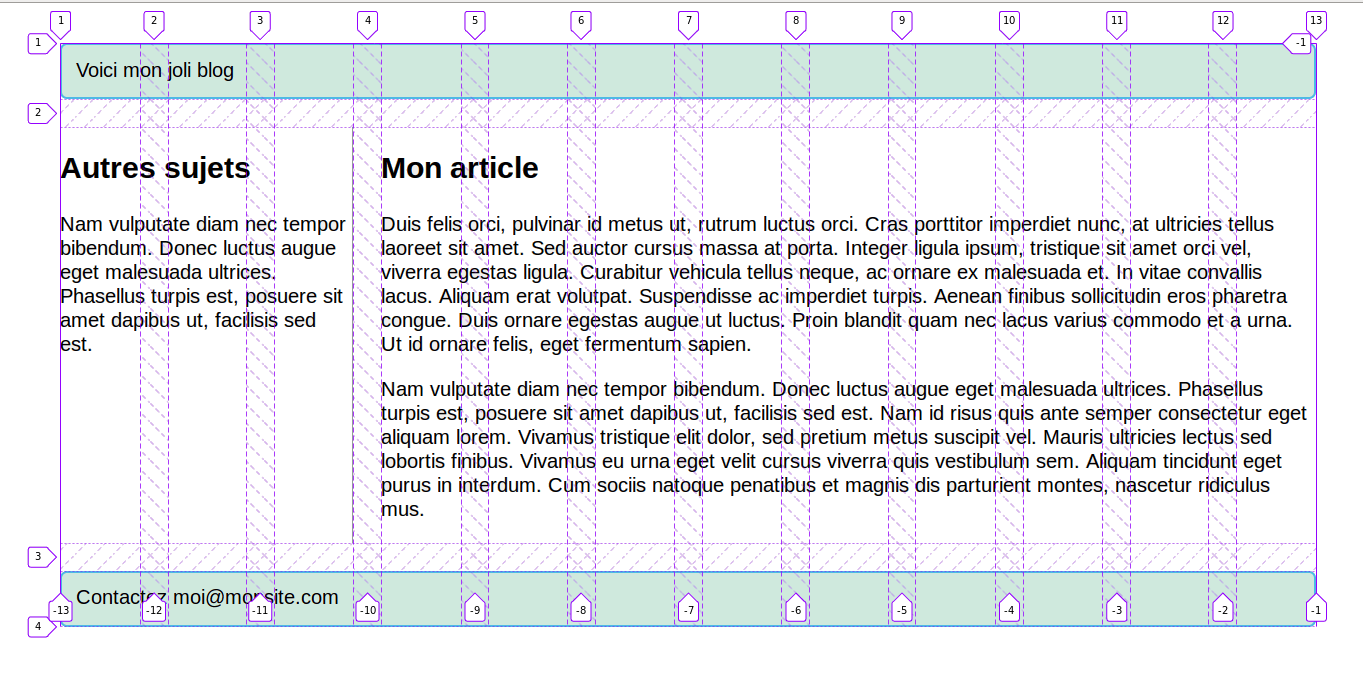 1 2 3 4 5 6 7 8 9 10 11 12 13
1
-1
Voici mon joli blog
2
Autres sujets
Nam vulputate diam nec tempor
bibendum. Donec luctus augue
eget malesuada ultrices.
Phasellus turpis est, posuere sit
amet dapibus ut, facilisis sed
est.
Mon article
Duis felis orci, pulvinar id metus ut, rutrum luctus orci. Cras porttitor imperdiet nunc, at ultricies tellus
laoreet sit amet. Sed auctor cursus massa at porta. Integer ligula ipsum, tristique sit amet orci vel,
viverra egestas ligula. Curabitur vehicula tellus neque, ac ornare ex malesuada et. In vitae convallis
lacus. Aliquam erat volutpat. Suspendisse ac imperdiet turpis. Aenean finibus sollicitudin eros pharetra
congue. Duis ornare egestas augue ut luctus. Proin blandit quam nec lacus varius commodo et a urna.
Ut id ornare felis, eget fermentum sapien.
Nam vulputate diam nec tempor bibendum. Donec luctus augue eget malesuada ultrices. Phasellus
turpis est, posuere sit amet dapibus ut, facilisis sed est. Nam id risus quis ante semper consectetur eget
aliquam lorem. Vivamus tristique elit dolor, sed pretium metus suscipit vel. Mauris ultricies lectus sed
lobortis finibus. Vivamus eu urna eget velit cursus viverra quis vestibulum sem. Aliquam tincidunt eget
purus in interdum. Cum sociis natoque penatibus et magnis dis parturient montes, nascetur ridiculus
mus.
3
Contactez moi@monsite.com
-13 -12 -11 -10 -9 -8 -7 -6 -5 -4 -3 -2 -1
4